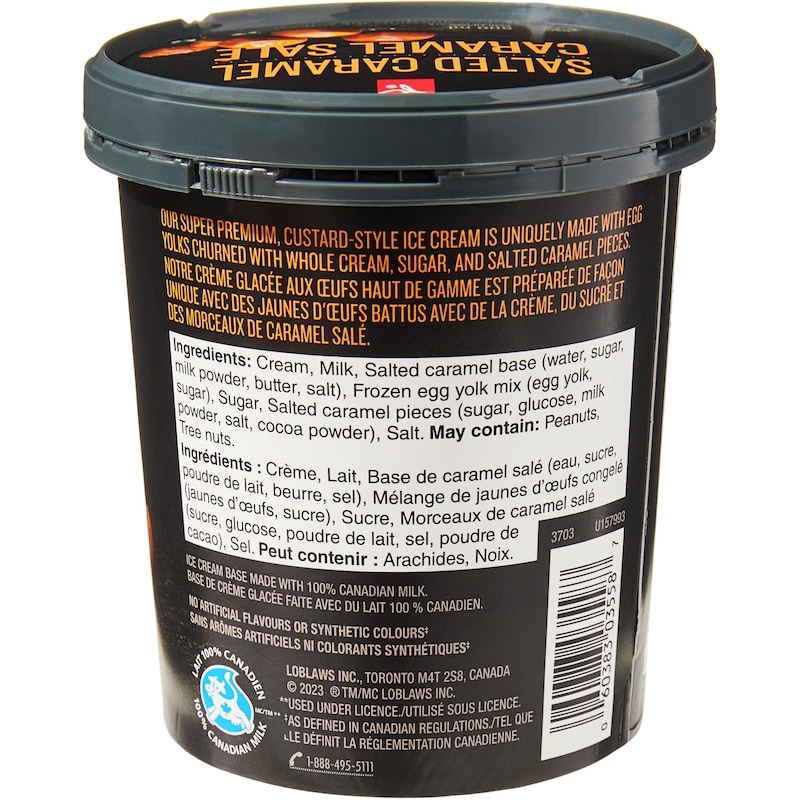 SALTED CARAMEL
CARAMEL SALÉ
OUR SUPER PREMIUM, CUSTARD-STYLE ICE CREAM IS UNIQUELY MADE WITH EGG
YOLKS CHURNED WITH WHOLE CREAM, SUGAR, AND SALTED CARAMEL PIECES.
NOTRE CRÈME GLACÉE AUX ŒUFS HAUT DE GAMME EST PRÉPARÉE DE FAÇON
UNIQUE AVEC DES JAUNES D'ŒUFS BATTUS AVEC DE LA CRÈME, DU SUCRE ET
DES MORCEAUX DE CARAMEL SALÉ.
Ingredients: Cream, Milk, Salted caramel base (water, sugar,
milk powder, butter, salt), Frozen egg yolk mix (egg yolk,
sugar), Sugar, Salted caramel pieces (sugar, glucose, milk
powder, salt, cocoa powder), Salt. May contain: Peanuts,
Tree nuts.
Ingrédients : Crème, Lait, Base de caramel salé (eau, sucre,
poudre de lait, beurre, sel), Mélange de jaunes d'œufs congelé
(jaunes d'œufs, sucre), Sucre, Morceaux de caramel salé
(sucre, glucose, poudre de lait, sel, poudre de
cacao), Sel. Peut contenir : Arachides, Noix.
3703 U157993
ICE CREAM BASE MADE WITH 100% CANADIAN MILK.
BASE DE CRÈME GLACÉE FAITE AVEC DU LAIT 100 % CANADIEN.
NO ARTIFICIAL FLAVOURS OR SYNTHETIC COLOURS‡
SANS ARÔMES ARTIFICIELS NI COLORANTS SYNTHÉTIQUES‡
LAIT 100% CANADIEN
100% CANADIAN MILK
MC/TM**
LOBLAWS INC., TORONTO M4T 2S8, CANADA
© 2023 ®TM/MC LOBLAWS INC.
**USED UNDER LICENCE./UTILISÉ SOUS LICENCE.
‡AS DEFINED IN CANADIAN REGULATIONS./TEL QUE
LE DÉFINIT LA RÉGLEMENTATION CANADIENNE.
1-888-495-5111
0 60383 03558 7